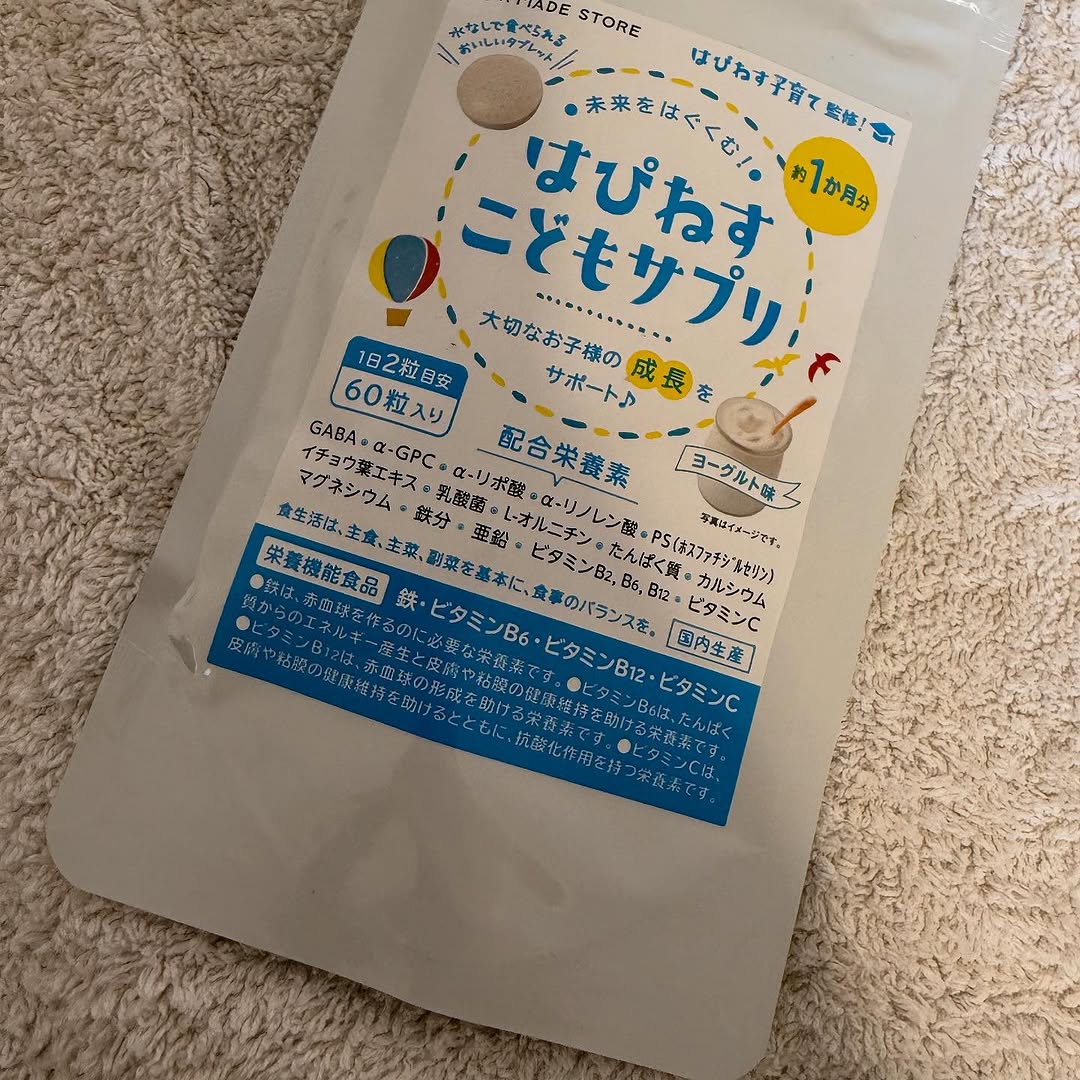 MADE STORE
水なしで食べられる
おいしいタブレット
はぴねす子育て監修!
未来をはぐくむ!
約1か月分
はぴねす
こどもサプリ
大切なお子様の成長を
サポート♪
1日2粒目安
60粒入り
配合栄養素
ヨーグルト味
写真はイメージです。
GABA・α-GPC・α-リポ酸・α-リノレン酸・PS(ホスファチジルセリン)
イチョウ葉エキス・乳酸菌・L-オルニチン・たんぱく質・カルシウム
マグネシウム・鉄分・亜鉛・ビタミンB2, B6, B12・ビタミンC
食生活は、主食、主菜、副菜を基本に、食事のバランスを。
国内生産
栄養機能食品 鉄・ビタミンB6・ビタミンB12・ビタミンC
●鉄は、赤血球を作るのに必要な栄養素です。●ビタミンB6は、たんぱく
質からのエネルギー産生と皮膚や粘膜の健康維持を助ける栄養素です。
●ビタミンB12は、赤血球の形成を助ける栄養素です。●ビタミンCは、
皮膚や粘膜の健康維持を助けるとともに、抗酸化作用を持つ栄養素です。